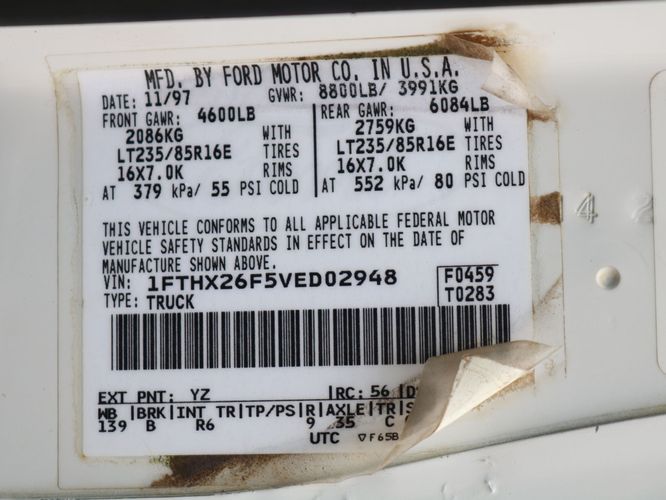 MFD. BY FORD MOTOR CO. IN U.S.A.
DATE: 11/97 GVWR: 8800LB/ 3991KG
FRONT GAWR: 4600LB REAR GAWR: 6084LB
2086KG WITH 2759KG WITH
LT235/85R16E TIRES LT235/85R16E TIRES
16X7.0K RIMS 16X7.0K RIMS
AT 379 kPa/ 55 PSI COLD AT 552 kPa/ 80 PSI COLD
THIS VEHICLE CONFORMS TO ALL APPLICABLE FEDERAL MOTOR
VEHICLE SAFETY STANDARDS IN EFFECT ON THE DATE OF
MANUFACTURE SHOWN ABOVE.
VIN: 1FTHX26F5VED02948 F0459
TYPE: TRUCK T0283
EXT PNT: YZ |RC: 56 |D
WB |BRK|INT TR|TP/PS|R|AXLE|TR|S
139 B R6 9 35 C
UTC ▽F65B
4